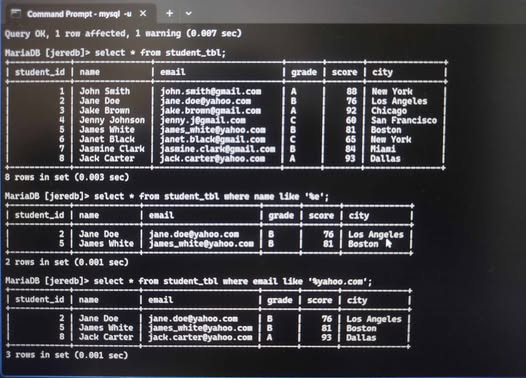 Command Prompt - mysql -u
Query OK, 1 row affected, 1 warning (0.007 sec)
MariaDB [jeredb]> select * from student_tbl;
| student_id | name | email | grade | score | city |
| 1 | John Smith | john.smith@gmail.com | A | 88 | New York |
| 2 | Jane Doe | jane.doe@yahoo.com | B | 76 | Los Angeles |
| 3 | Jake Brown | jake.brown@gmail.com | A | 92 | Chicago |
| 4 | Jenny Johnson | jenny.j@gmail.com | C | 60 | San Francisco |
| 5 | James White | james_white@yahoo.com | B | 81 | Boston |
| 6 | Janet Black | janet.black@gmail.com | C | 65 | New York |
| 7 | Jasmine Clark | jasmine.clark@gmail.com | B | 84 | Miami |
| 8 | Jack Carter | jack.carter@yahoo.com | A | 93 | Dallas |
8 rows in set (0.003 sec)
MariaDB [jeredb]> select * from student_tbl where name like '%e';
| student_id | name | email | grade | score | city |
| 2 | Jane Doe | jane.doe@yahoo.com | B | 76 | Los Angeles |
| 5 | James White | james_white@yahoo.com | B | 81 | Boston |
2 rows in set (0.001 sec)
MariaDB [jeredb]> select * from student_tbl where email like '%yahoo.com';
| student_id | name | email | grade | score | city |
| 2 | Jane Doe | jane.doe@yahoo.com | B | 76 | Los Angeles |
| 5 | James White | james_white@yahoo.com | B | 81 | Boston |
| 8 | Jack Carter | jack.carter@yahoo.com | A | 93 | Dallas |
3 rows in set (0.001 sec)